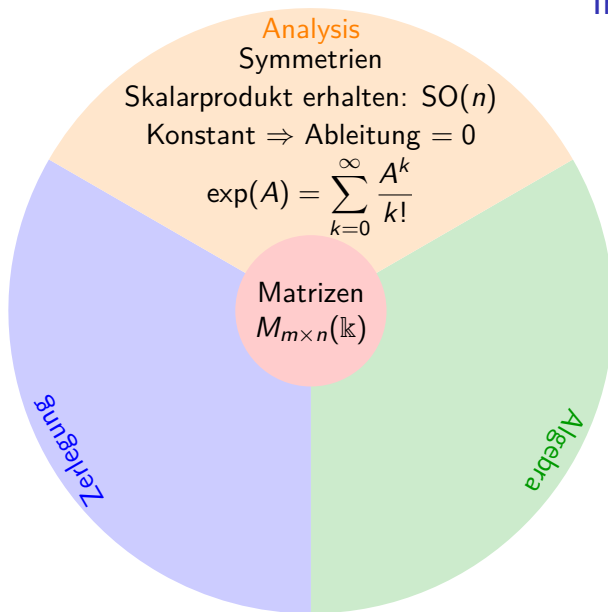 Analysis
Symmetrien
Skalarprodukt erhalten: SO(n)
Konstant ⇒ Ableitung = 0
exp(A) = ∑_{k=0}^{∞} A^k / k!
Matrizen
M_{m×n}(𝕜)
Zerlegung
Algebra